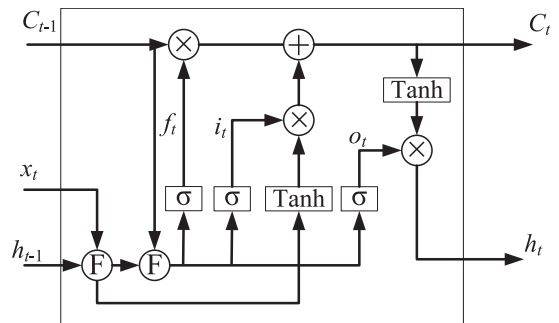 C_{t-1} × + C_t
Tanh
f_t i_t × o_t ×
x_t
σ σ Tanh σ
h_{t-1} F F h_t